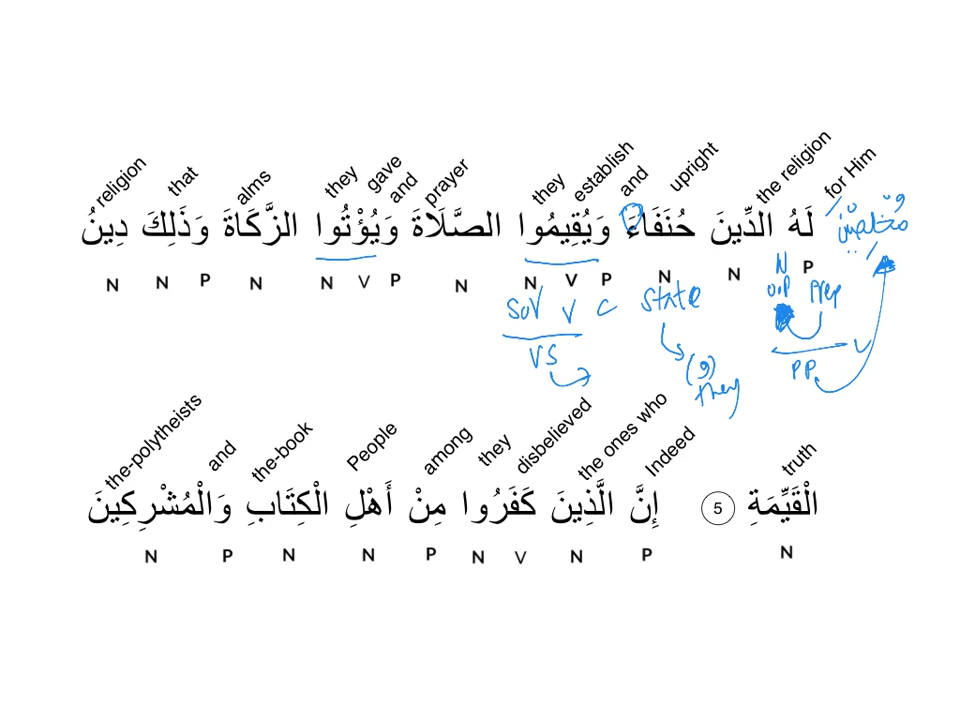 for Him the religion upright and establish they prayer and gave they alms that religion
لَهُ الدِّينَ حُنَفَاءَ وَيُقِيمُوا الصَّلَاةَ وَيُؤْتُوا الزَّكَاةَ وَذَلِكَ دِينُ
مخلصين
N N P N N V P N N V P N N P
N
SOV V C State O.P Prep
VS (و) they PP V
truth Indeed the ones who disbelieved they among People the-book and the-polytheists
الْقَيِّمَةِ 5 إِنَّ الَّذِينَ كَفَرُوا مِنْ أَهْلِ الْكِتَابِ وَالْمُشْرِكِينَ
N P N N P N V N P N